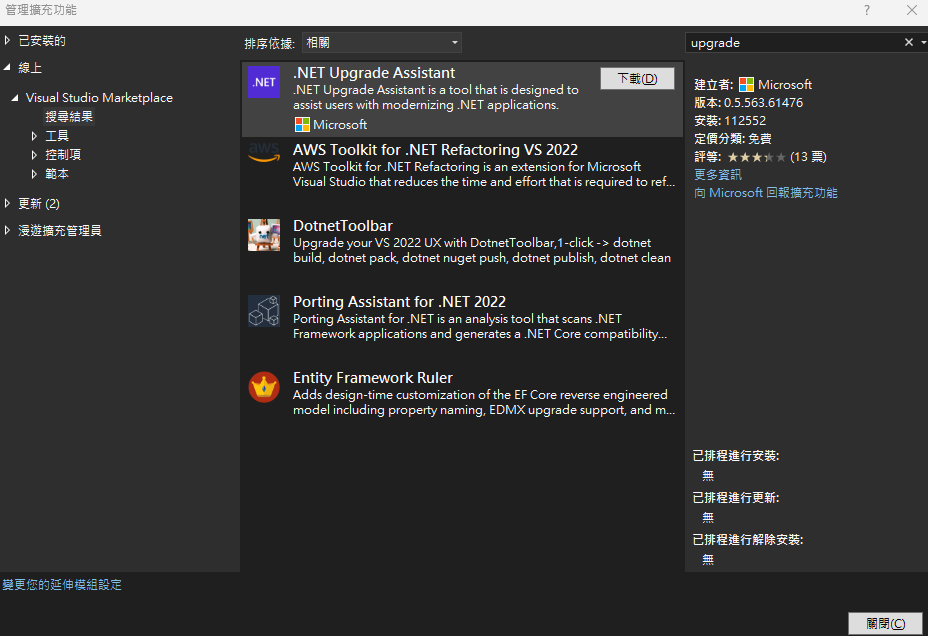 管理擴充功能
?
已安裝的
線上
Visual Studio Marketplace
搜尋結果
工具
控制項
範本
更新 (2)
漫遊擴充管理員
變更您的延伸模組設定
排序依據: 相關
.NET
.NET Upgrade Assistant
下載(D)
.NET Upgrade Assistant is a tool that is designed to
assist users with modernizing .NET applications.
Microsoft
aws
AWS Toolkit for .NET Refactoring VS 2022
AWS Toolkit for .NET Refactoring is an extension for Microsoft
Visual Studio that reduces the time and effort that is required to ref...
DotnetToolbar
Upgrade your VS 2022 UX with DotnetToolbar,1-click -> dotnet
build, dotnet pack, dotnet nuget push, dotnet publish, dotnet clean
Porting Assistant for .NET 2022
Porting Assistant for .NET is an analysis tool that scans .NET
Framework applications and generates a .NET Core compatibility...
Entity Framework Ruler
Adds design-time customization of the EF Core reverse engineered
model including property naming, EDMX upgrade support, and m...
upgrade
建立者: Microsoft
版本: 0.5.563.61476
安裝: 112552
定價分類: 免費
評等: ★★★★★ (13 票)
更多資訊
向 Microsoft 回報擴充功能
已排程進行安裝:
無
已排程進行更新:
無
已排程進行解除安裝:
無
關閉(C)